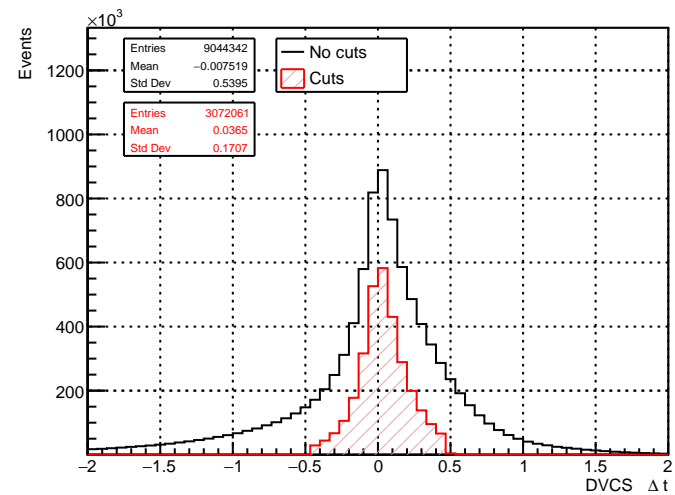 ×10³
Events
Entries 9044342
Mean −0.007519
Std Dev 0.5395
Entries 3072061
Mean 0.0365
Std Dev 0.1707
No cuts
Cuts
1200
1000
800
600
400
200
−2 −1.5 −1 −0.5 0 0.5 1 1.5 2
DVCS Δ t